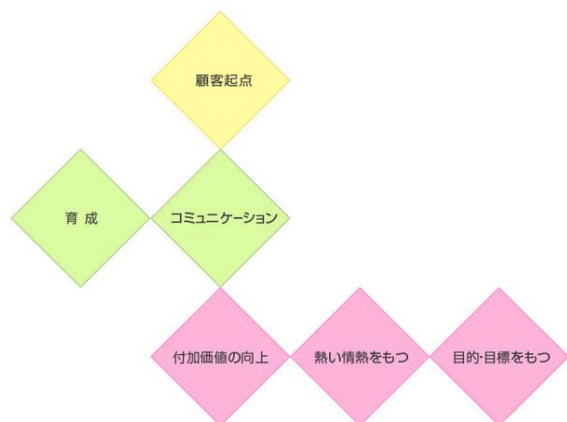 顧客起点
育成
コミュニケーション
付加価値の向上
熱い情熱をもつ
目的・目標をもつ